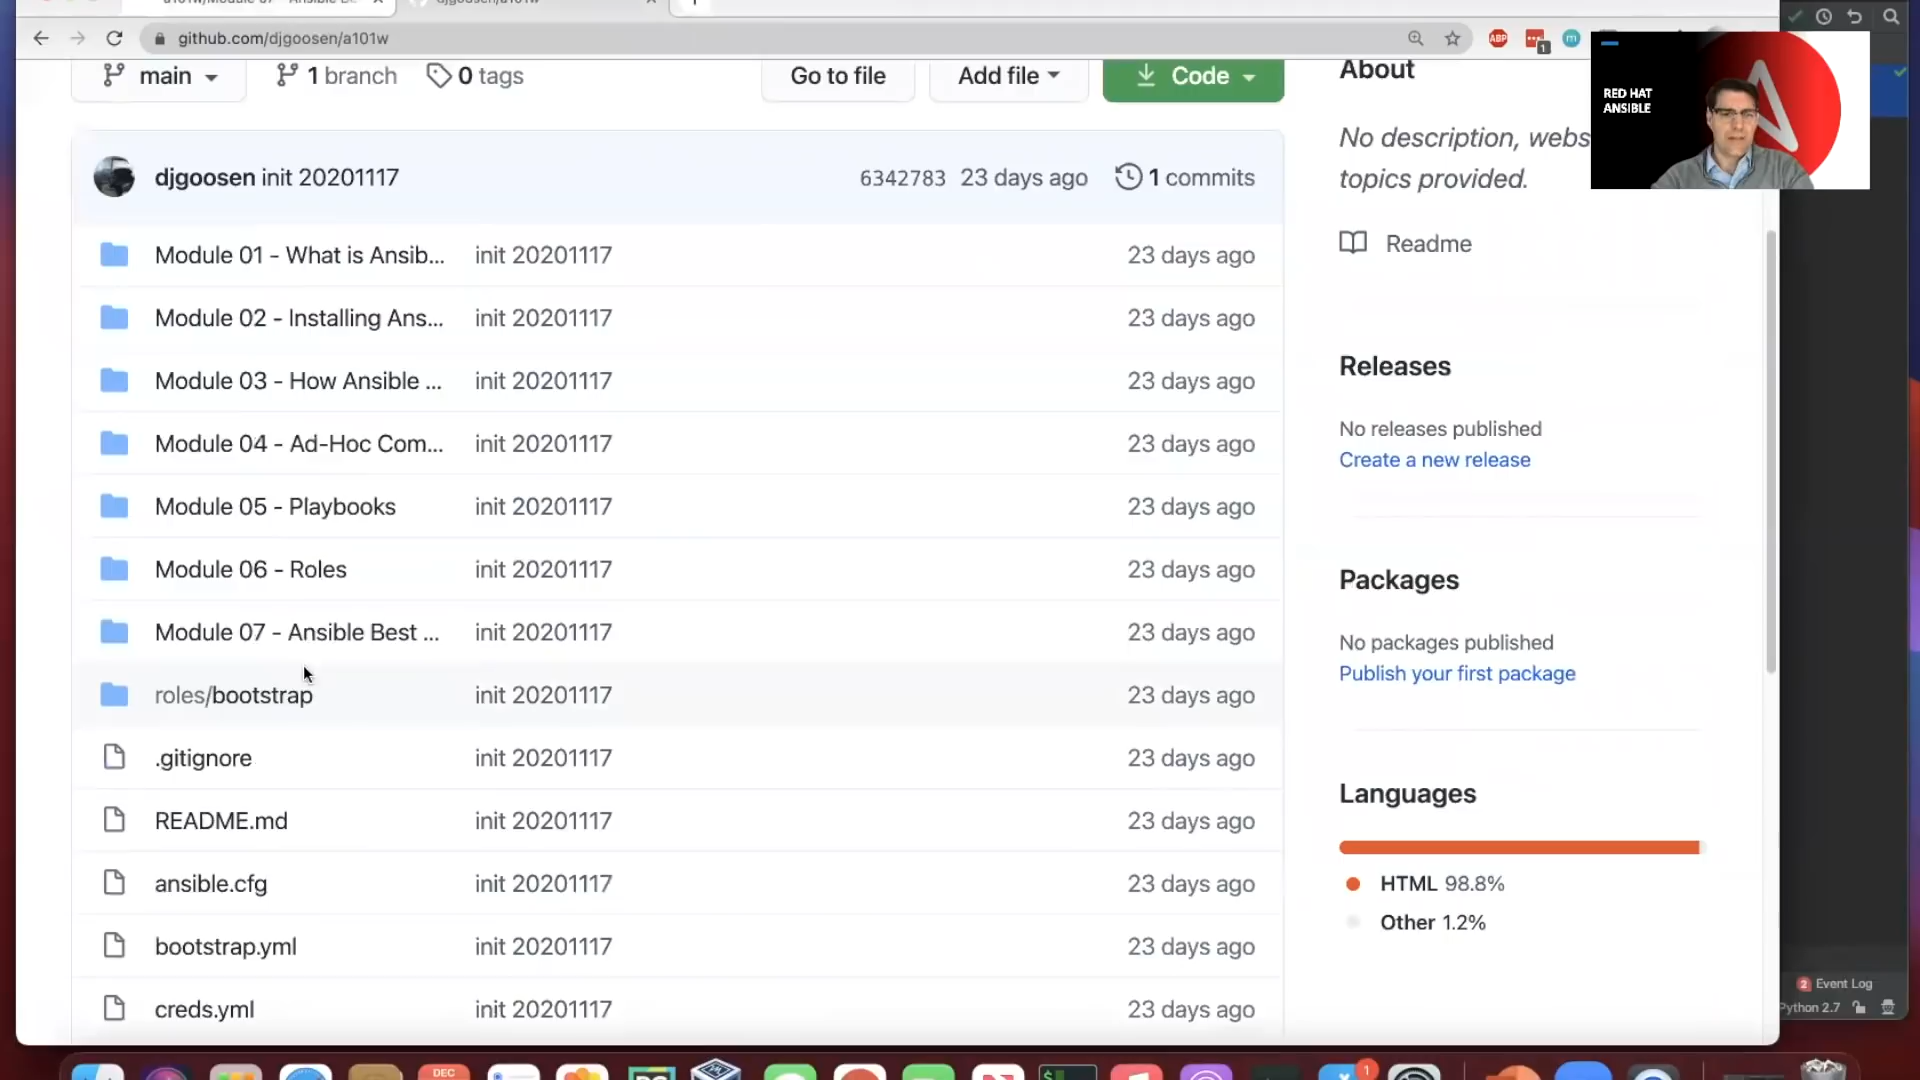 github.com/djgoosen/a101w
ABP
1
m
main
1 branch
0 tags
Go to file
Add file
Code
About
RED HAT
ANSIBLE
No description, webs
topics provided.
djgoosen init 20201117
6342783 23 days ago
1 commits
Readme
Module 01 - What is Ansib...
init 20201117
23 days ago
Module 02 - Installing Ans...
init 20201117
23 days ago
Module 03 - How Ansible ...
init 20201117
23 days ago
Module 04 - Ad-Hoc Com...
init 20201117
23 days ago
Module 05 - Playbooks
init 20201117
23 days ago
Module 06 - Roles
init 20201117
23 days ago
Module 07 - Ansible Best ...
init 20201117
23 days ago
roles/bootstrap
init 20201117
23 days ago
.gitignore
init 20201117
23 days ago
README.md
init 20201117
23 days ago
ansible.cfg
init 20201117
23 days ago
bootstrap.yml
init 20201117
23 days ago
creds.yml
init 20201117
23 days ago
Releases
No releases published
Create a new release
Packages
No packages published
Publish your first package
Languages
HTML 98.8%
Other 1.2%
2 Event Log
Python 2.7
DEC
1